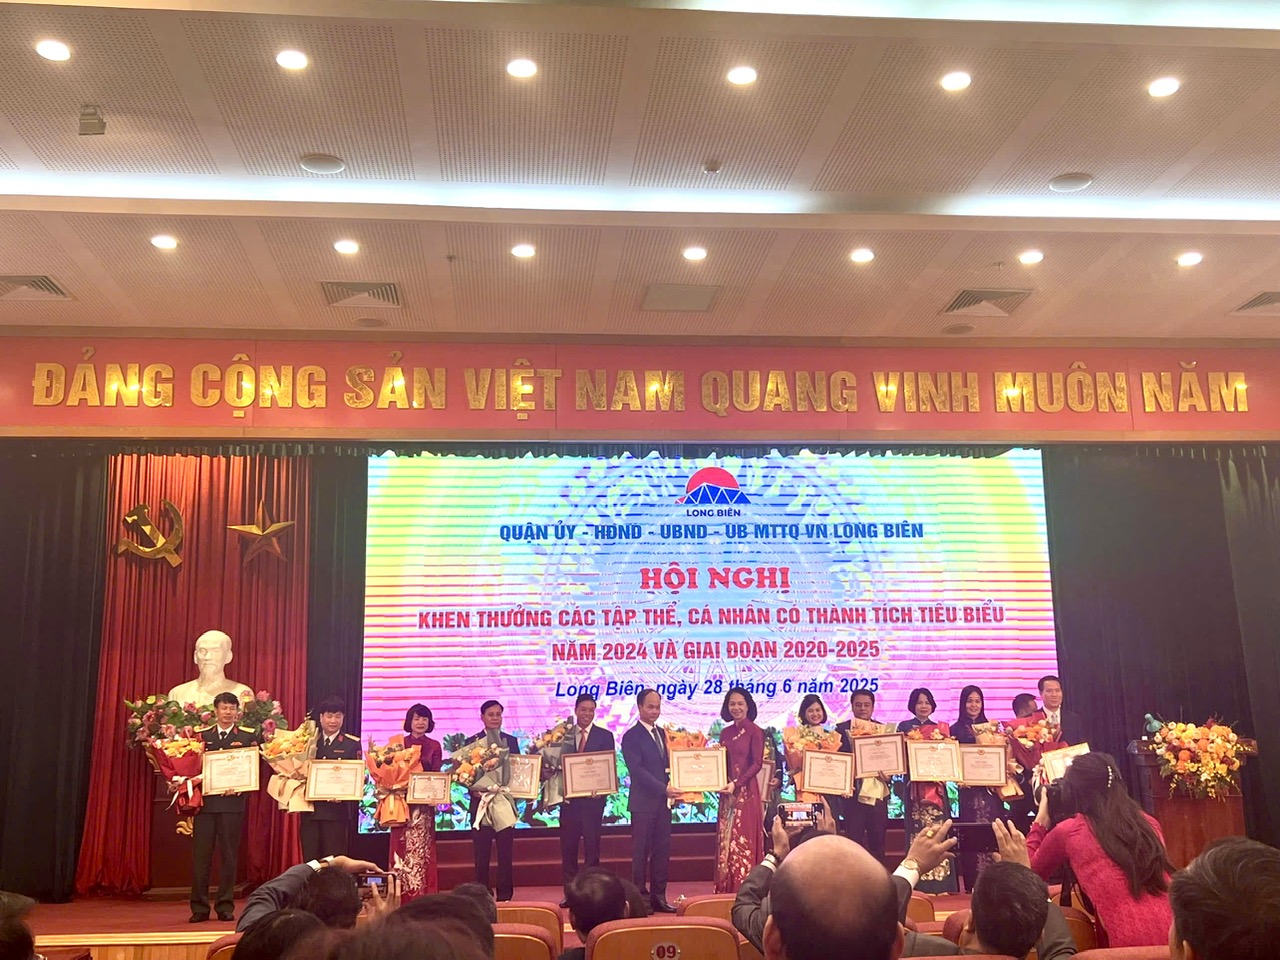 ĐẢNG CỘNG SẢN VIỆT NAM QUANG VINH MUÔN NĂM
LONG BIÊN
QUẬN ỦY - HĐND - UBND - UB MTTQ VN LONG BIÊN
HỘI NGHỊ
KHEN THƯỞNG CÁC TẬP THỂ, CÁ NHÂN CÓ THÀNH TÍCH TIÊU BIỂU
NĂM 2024 VÀ GIAI ĐOẠN 2020-2025
Long Biên, ngày 28 tháng 6 năm 2025
09